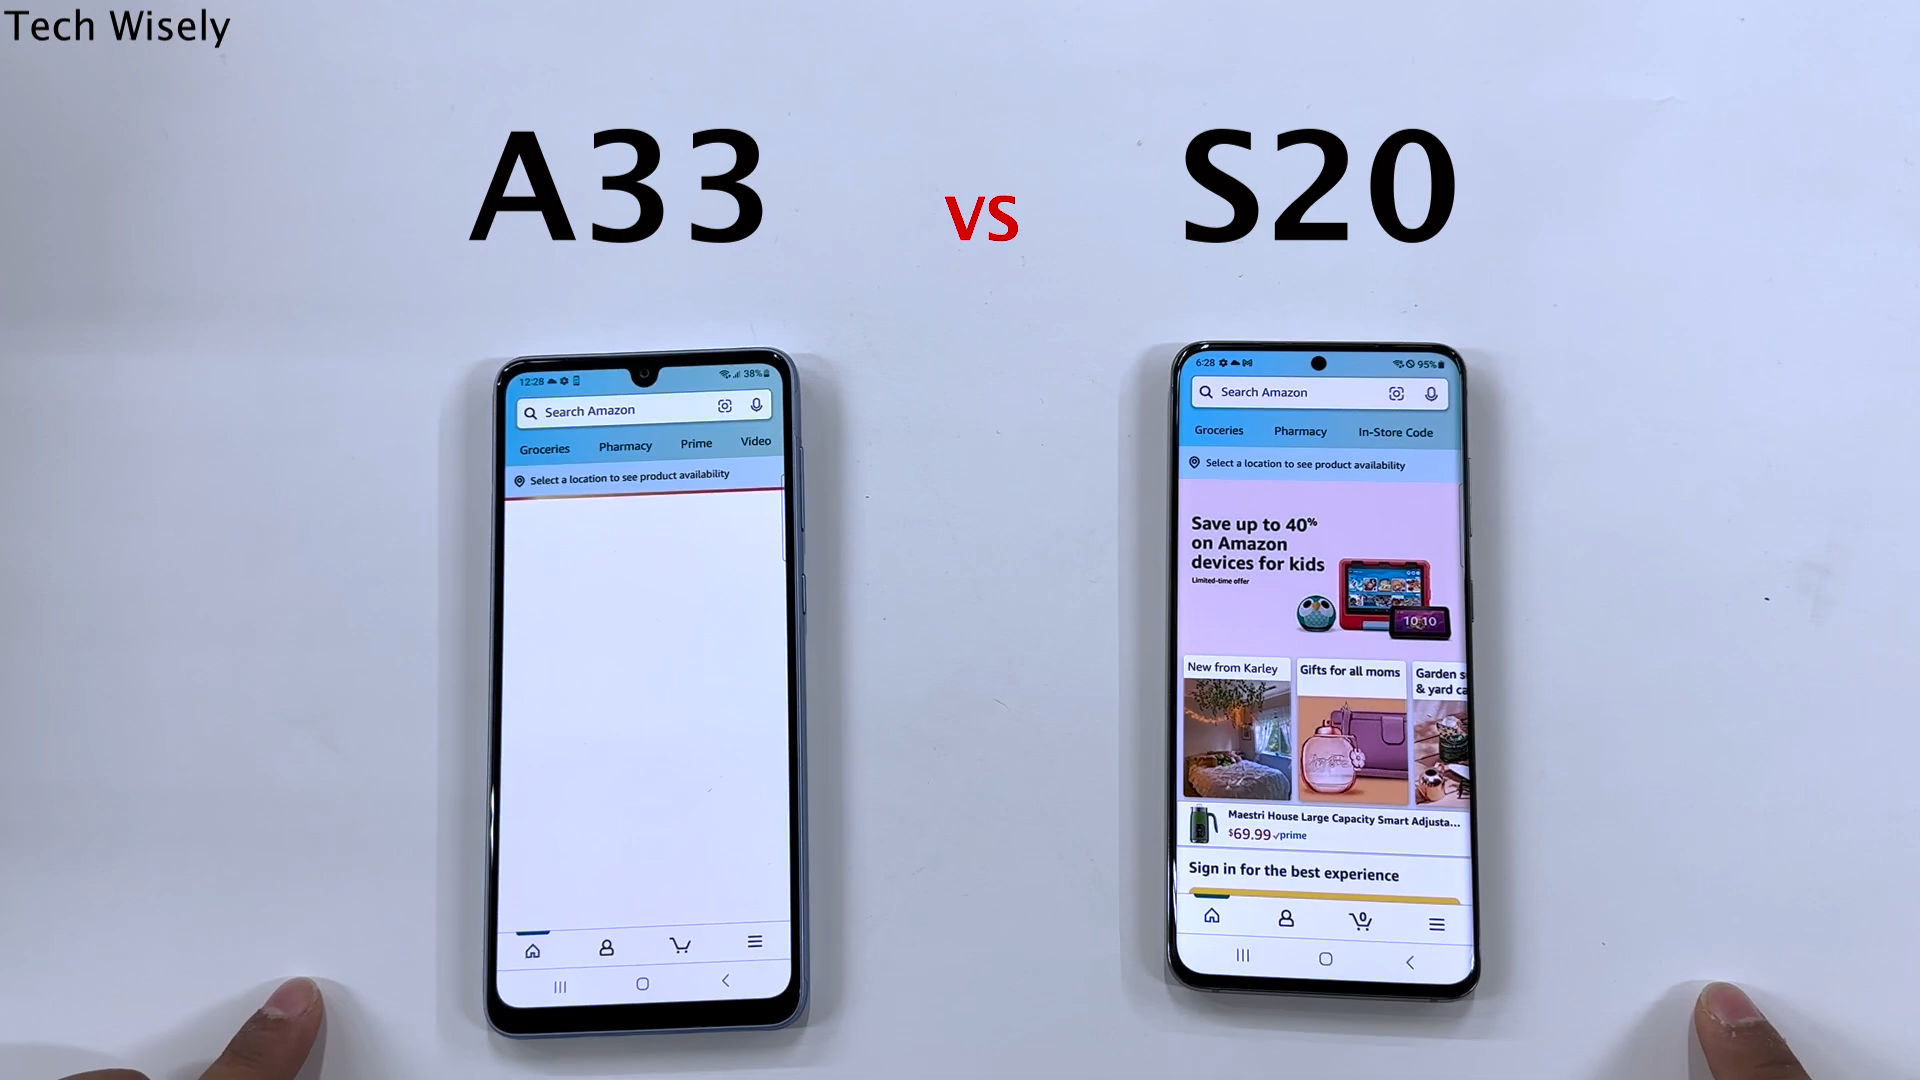 Tech Wisely
A33 vs S20
12:28
38%
Search Amazon
Groceries Pharmacy Prime Video
Select a location to see product availability
6:28
95%
Search Amazon
Groceries Pharmacy In-Store Code
Select a location to see product availability
Save up to 40%
on Amazon
devices for kids
Limited-time offer
10:10
New from Karley
Gifts for all moms
Garden s
& yard ca
Maestri House Large Capacity Smart Adjusta...
$69.99 prime
Sign in for the best experience
0